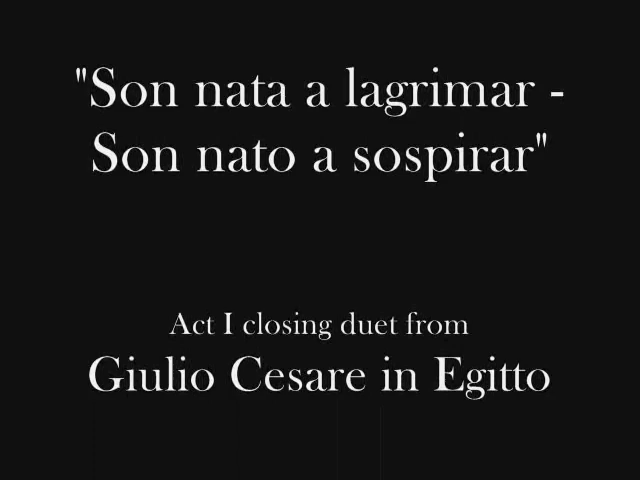 "Son nata a lagrimar -
Son nato a sospirar"
Act I closing duet from
Giulio Cesare in Egitto